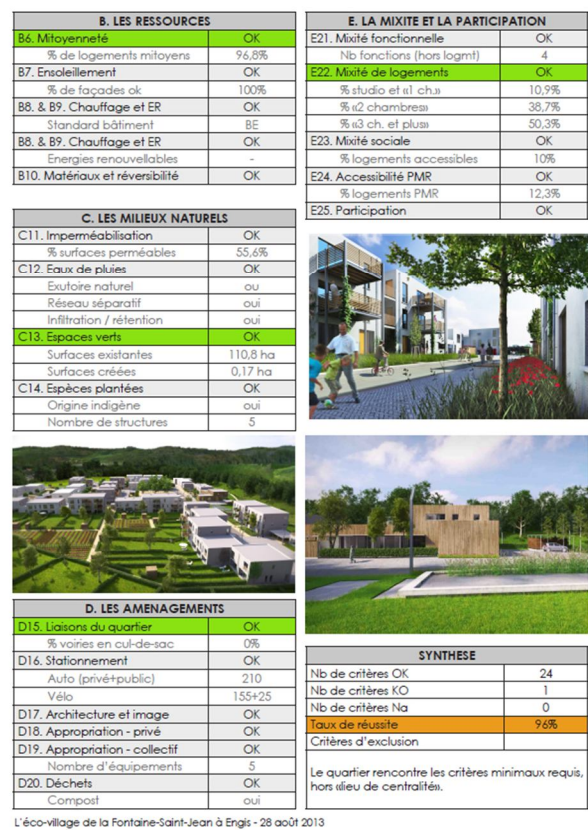 B. LES RESSOURCES
B6. Mitoyenneté OK
% de logements mitoyens 96,8%
B7. Ensoleillement OK
% de façades ok 100%
B8. & B9. Chauffage et ER OK
Standard bâtiment BE
B8. & B9. Chauffage et ER OK
Energies renouvellables -
B10. Matériaux et réversibilité OK
C. LES MILIEUX NATURELS
C11. Imperméabilisation OK
% surfaces perméables 55,6%
C12. Eaux de pluies OK
Exutoire naturel ou
Réseau séparatif oui
Infiltration / rétention oui
C13. Espaces verts OK
Surfaces existantes 110,8 ha
Surfaces créées 0,17 ha
C14. Espèces plantées OK
Origine indigène oui
Nombre de structures 5
D. LES AMENAGEMENTS
D15. Liaisons du quartier OK
% voiries en cul-de-sac 0%
D16. Stationnement OK
Auto (privé+public) 210
Vélo 155+25
D17. Architecture et image OK
D18. Appropriation - privé OK
D19. Appropriation - collectif OK
Nombre d'équipements 5
D20. Déchets OK
Compost oui
E. LA MIXITE ET LA PARTICIPATION
E21. Mixité fonctionnelle OK
Nb fonctions (hors logmt) 4
E22. Mixité de logements OK
% studio et «1 ch.» 10,9%
% «2 chambres» 38,7%
% «3 ch. et plus» 50,3%
E23. Mixité sociale OK
% logements accessibles 10%
E24. Accessibilité PMR OK
% logements PMR 12,3%
E25. Participation OK
SYNTHESE
Nb de critères OK 24
Nb de critères KO 1
Nb de critères Na 0
Taux de réussite 96%
Critères d'exclusion
Le quartier rencontre les critères minimaux requis,
hors «lieu de centralité».
L'éco-village de la Fontaine-Saint-Jean à Engis - 28 août 2013